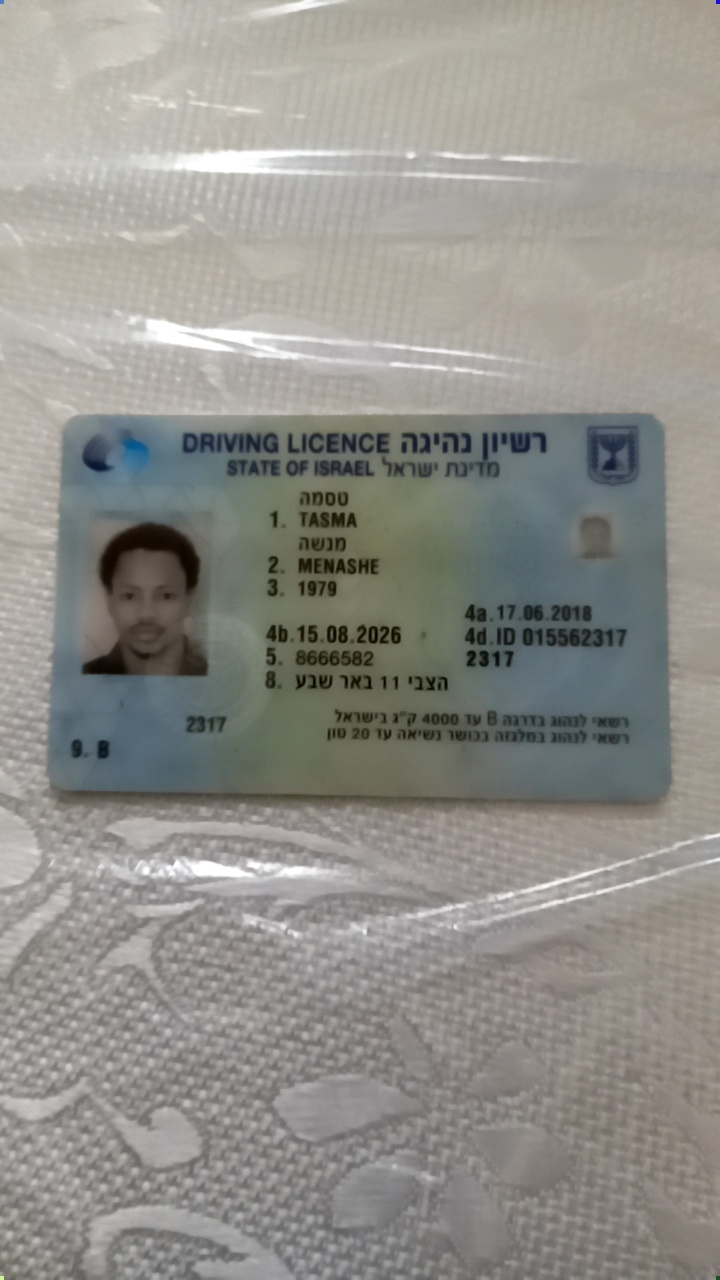 DRIVING LICENCE רשיון נהיגה
STATE OF ISRAEL מדינת ישראל
טסמה
1. TASMA
מנשה
2. MENASHE
3. 1979
4a.17.06.2018
4b.15.08.2026
4d.ID 015562317
5. 8666582
2317
8. הצבי 11 באר שבע
רשאי לנהוג בדרגה B עד 4000 ק"ג בישראל
2317
רשאי לנהוג במלגזה בכושר נשיאה עד 20 טון
9. B